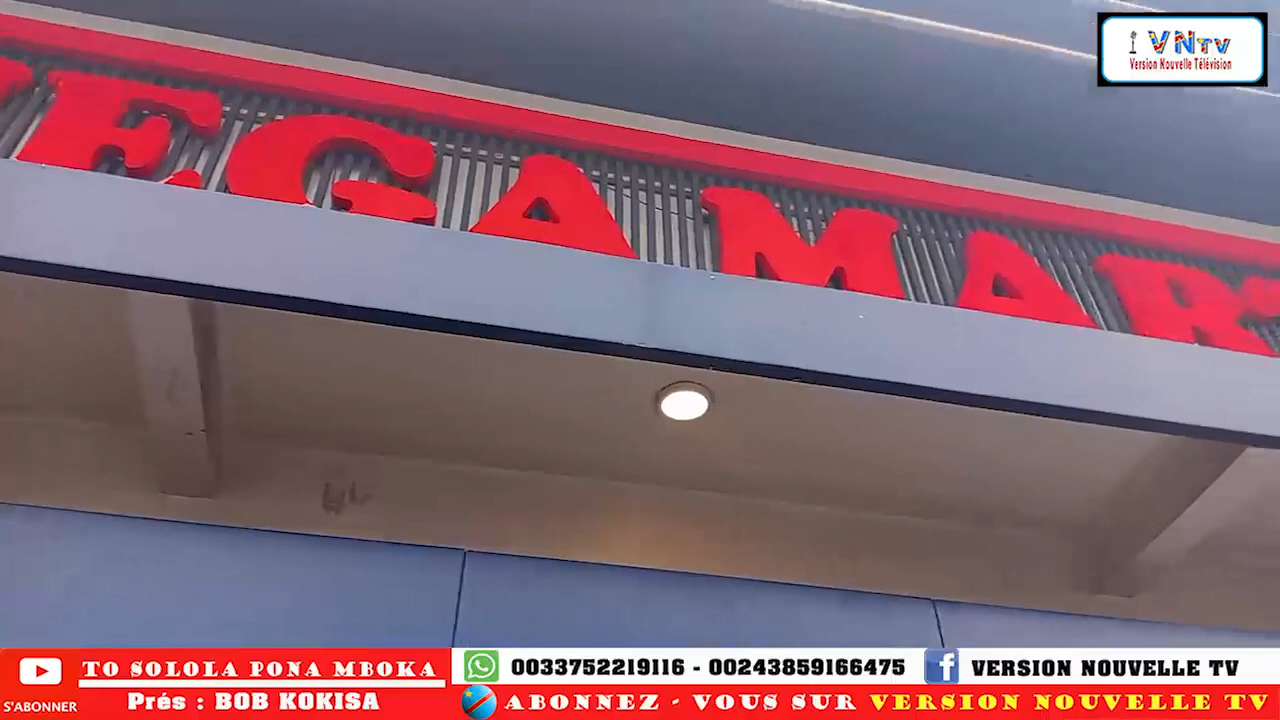 VNTV
Version Nouvelle Télévision
EGAMAR
TO SOLOLA PONA MBOKA
0033752219116 - 00243859166475
VERSION NOUVELLE TV
S'ABONNER
Prés : BOB KOKISA
ABONNEZ - VOUS SUR VERSION NOUVELLE TV